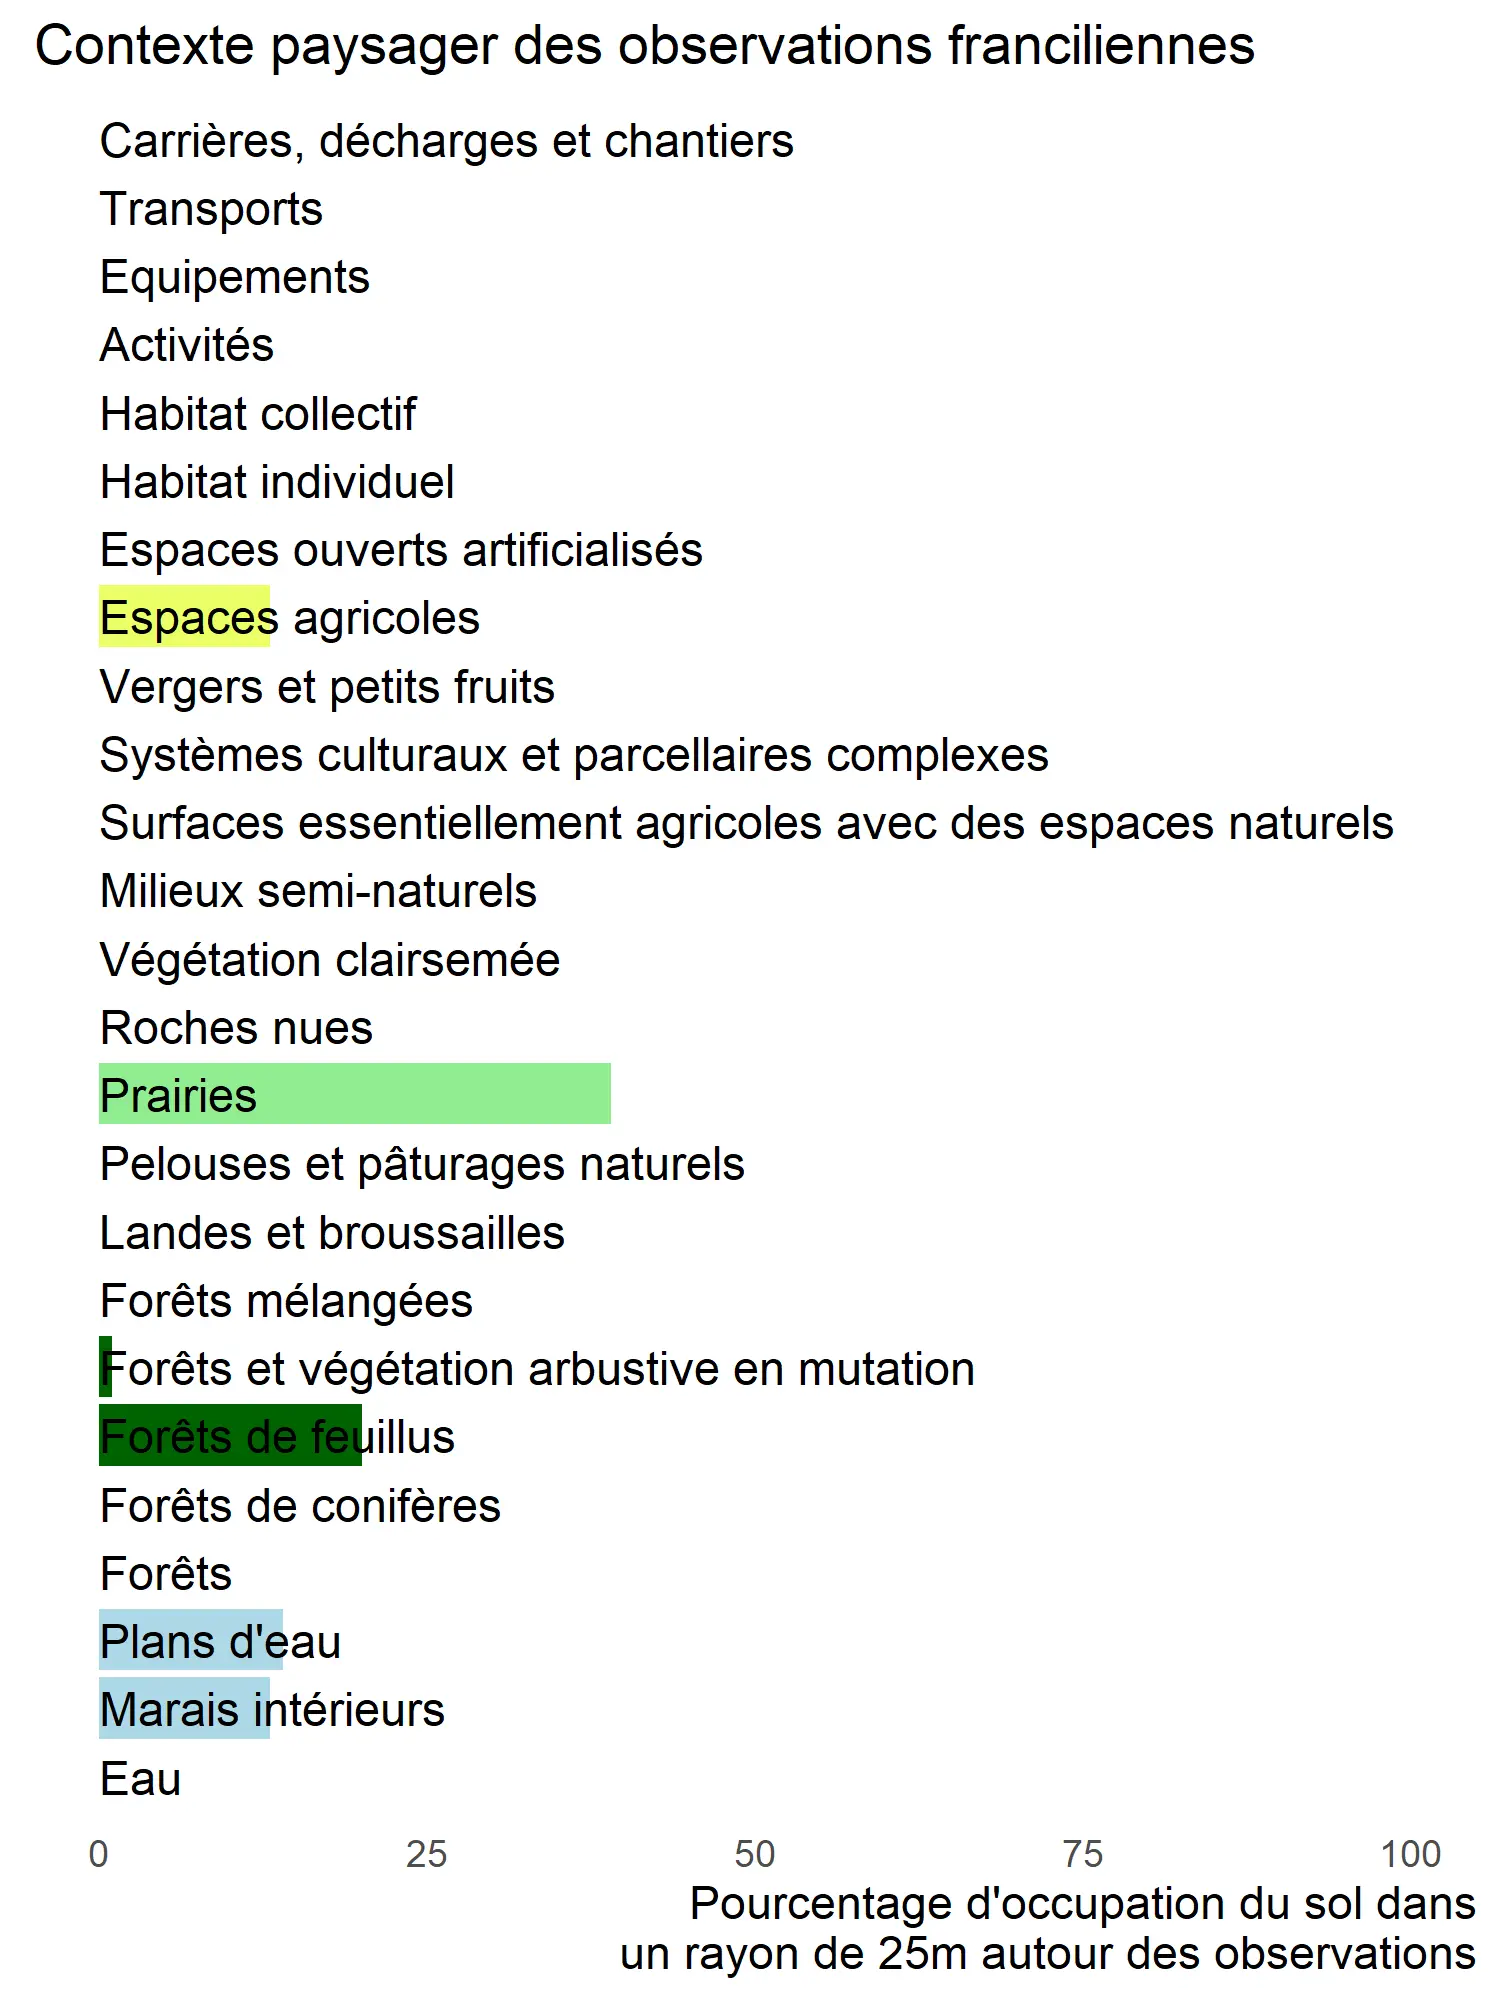 Contexte paysager des observations franciliennes
Carrières, décharges et chantiers
Transports
Equipements
Activités
Habitat collectif
Habitat individuel
Espaces ouverts artificialisés
Espaces agricoles
Vergers et petits fruits
Systèmes culturaux et parcellaires complexes
Surfaces essentiellement agricoles avec des espaces naturels
Milieux semi-naturels
Végétation clairsemée
Roches nues
Prairies
Pelouses et pâturages naturels
Landes et broussailles
Forêts mélangées
Forêts et végétation arbustive en mutation
Forêts de feuillus
Forêts de conifères
Forêts
Plans d'eau
Marais intérieurs
Eau
0 25 50 75 100
Pourcentage d'occupation du sol dans
un rayon de 25m autour des observations